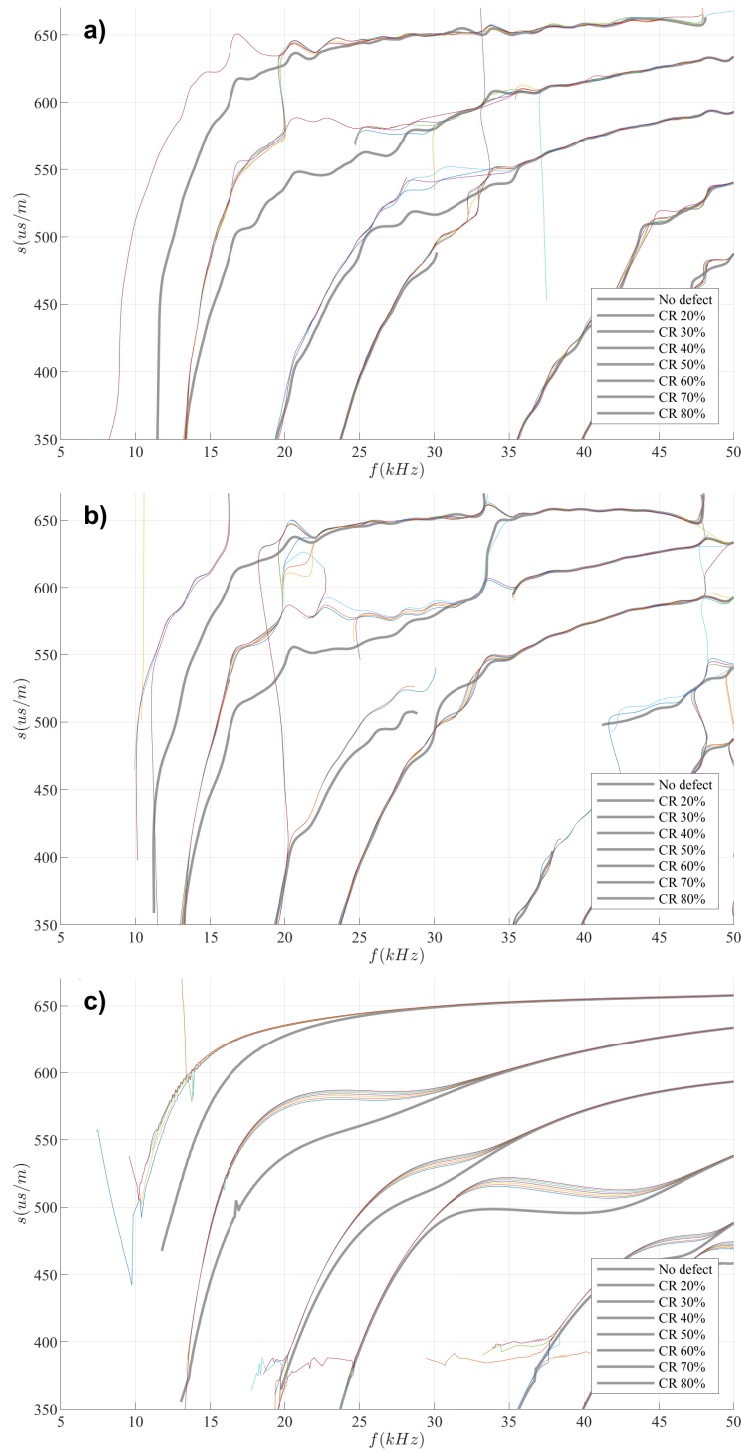 a)
650
600
550
500
450
400
350
s(us/m)
No defect
CR 20%
CR 30%
CR 40%
CR 50%
CR 60%
CR 70%
CR 80%
5 10 15 20 25 30 35 40 45 50
f(kHz)
b)
650
600
550
500
450
400
350
s(us/m)
No defect
CR 20%
CR 30%
CR 40%
CR 50%
CR 60%
CR 70%
CR 80%
5 10 15 20 25 30 35 40 45 50
f(kHz)
c)
650
600
550
500
450
400
350
s(us/m)
No defect
CR 20%
CR 30%
CR 40%
CR 50%
CR 60%
CR 70%
CR 80%
5 10 15 20 25 30 35 40 45 50
f(kHz)